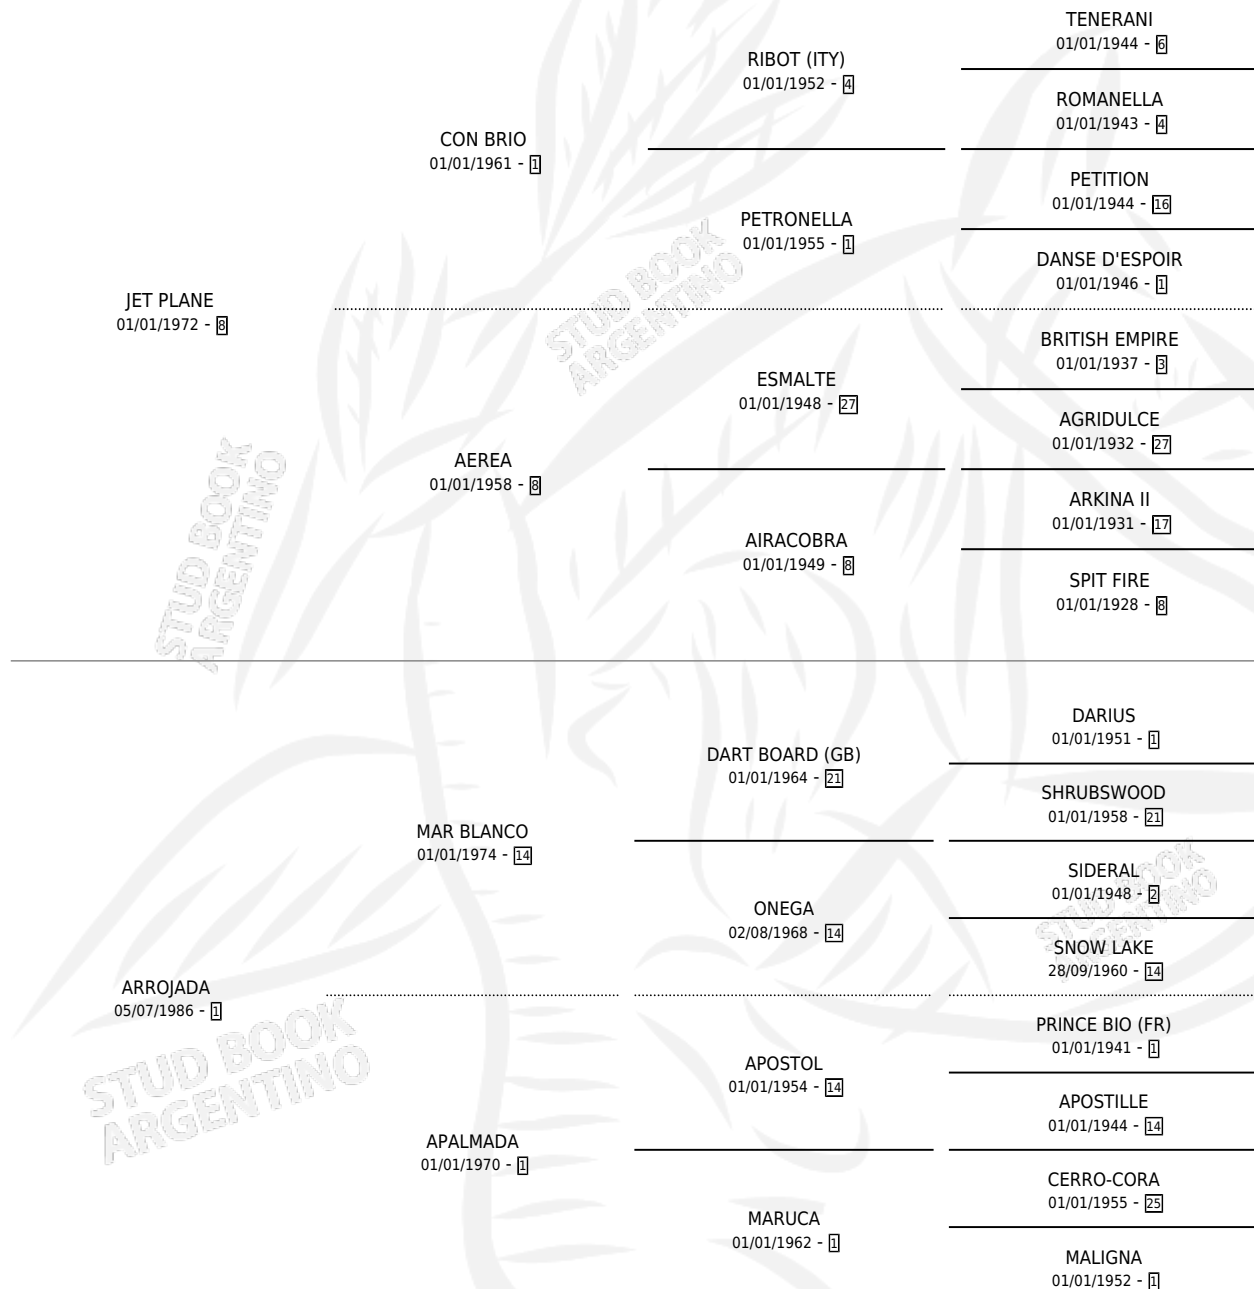 TENERANI
01/01/1944 - 6
RIBOT (ITY)
01/01/1952 - 4
ROMANELLA
01/01/1943 - 4
CON BRIO
01/01/1961 - 1
PETITION
01/01/1944 - 16
PETRONELLA
01/01/1955 - 1
DANSE D'ESPOIR
01/01/1946 - 1
JET PLANE
01/01/1972 - 8
BRITISH EMPIRE
01/01/1937 - 3
ESMALTE
01/01/1948 - 27
AGRIDULCE
01/01/1932 - 27
AEREA
01/01/1958 - 8
ARKINA II
01/01/1931 - 17
AIRACOBRA
01/01/1949 - 8
SPIT FIRE
01/01/1928 - 8
STUD BOOK
ARGENTINO
STUD BOOK
ARGENTINO
DARIUS
01/01/1951 - 1
DART BOARD (GB)
01/01/1964 - 21
SHRUBSWOOD
01/01/1958 - 21
MAR BLANCO
01/01/1974 - 14
SIDERAL
01/01/1948 - 2
ONEGA
02/08/1968 - 14
SNOW LAKE
28/09/1960 - 14
ARROJADA
05/07/1986 - 1
PRINCE BIO (FR)
01/01/1941 - 1
APOSTOL
01/01/1954 - 14
APOSTILLE
01/01/1944 - 14
APALMADA
01/01/1970 - 1
CERRO-CORA
01/01/1955 - 25
MARUCA
01/01/1962 - 1
MALIGNA
01/01/1952 - 1
STUD BOOK
ARGENTINO
STUD BOOK
ARGENTINO